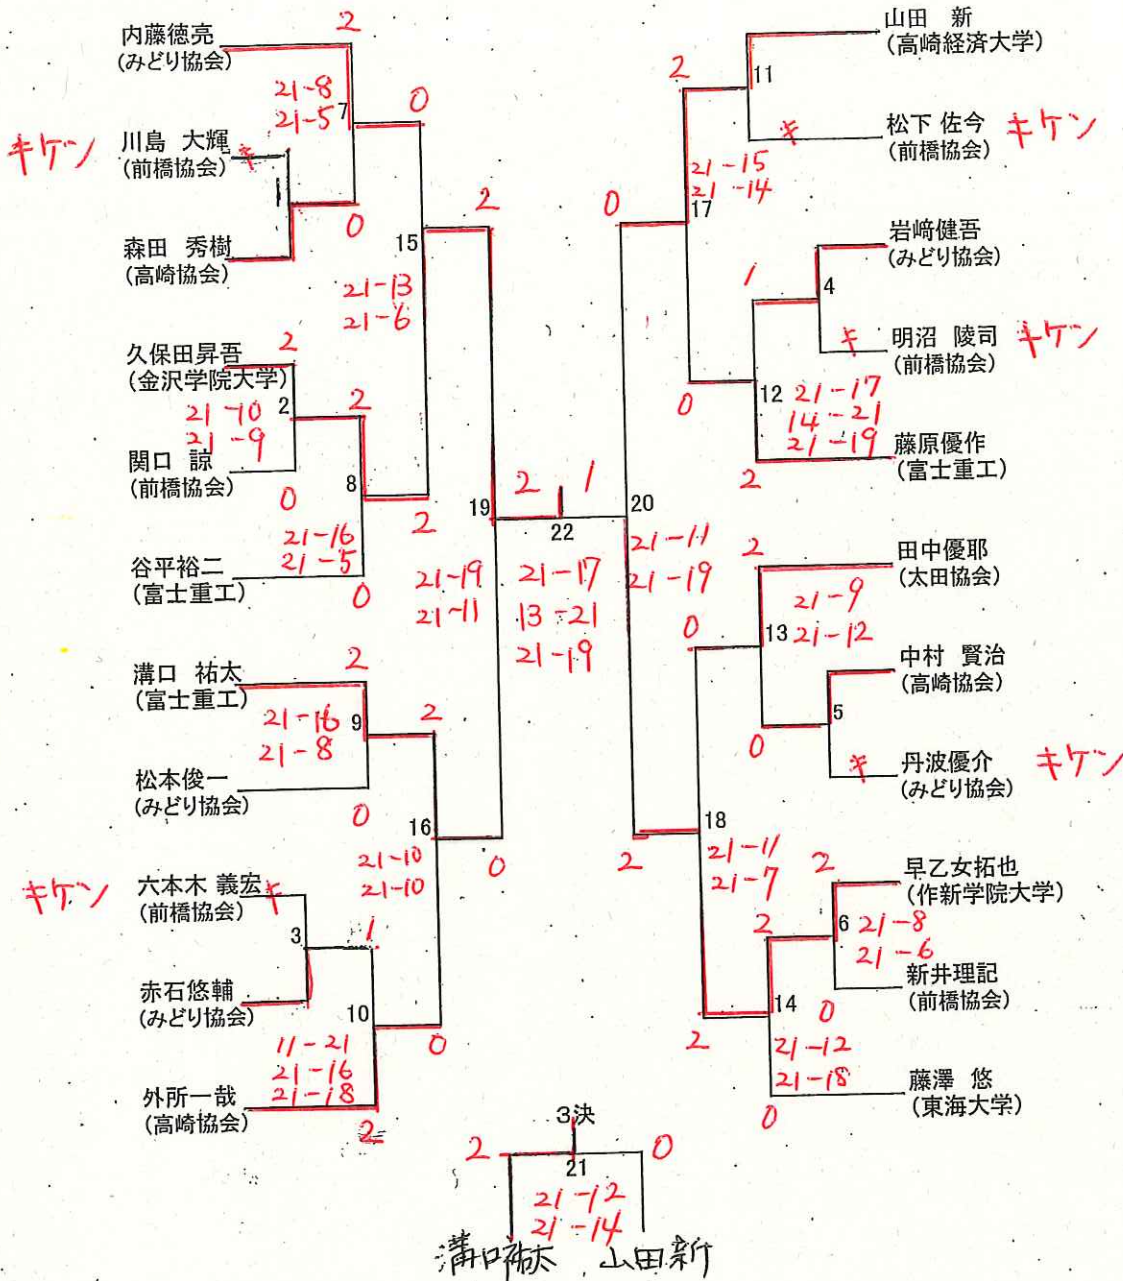 内藤徳亮
(みどり協会)
2
21-8
21-5
7
0
キケン
川島 大輝
(前橋協会)
キ
1
0
森田 秀樹
(高崎協会)
15
2
21-13
21-6
久保田昇吾
(金沢学院大学)
2
21-10
21-9
2
2
関口 諒
(前橋協会)
0
8
2
21-16
21-5
谷平裕二
(富士重工)
0
19
21-19
21-11
溝口 祐太
(富士重工)
2
21-16
21-8
9
2
松本俊一
(みどり協会)
0
16
0
21-10
21-10
キケン
六本木 義宏
(前橋協会)
キ
3
1
赤石悠輔
(みどり協会)
10
0
11-21
21-16
21-18
外所一哉
(高崎協会)
2
2
1
22
21-17
13-21
21-19
山田 新
(高崎経済大学)
2
11
松下 佐今
(前橋協会)
キ
キケン
21-15
21-14
0
17
岩﨑健吾
(みどり協会)
1
4
明沼 陵司
(前橋協会)
キ
キケン
0
12
21-17
14-21
21-19
藤原優作
(富士重工)
2
20
21-11
21-19
田中優耶
(太田協会)
2
21-9
21-12
0
13
中村 賢治
(高崎協会)
5
0
丹波優介
(みどり協会)
キ
キケン
2
18
21-11
21-7
早乙女拓也
(作新学院大学)
2
21-8
21-6
2
6
新井理記
(前橋協会)
0
14
2
21-12
21-18
藤澤 悠
(東海大学)
0
3決
2
0
21
21-12
21-14
溝口祐太 山田新